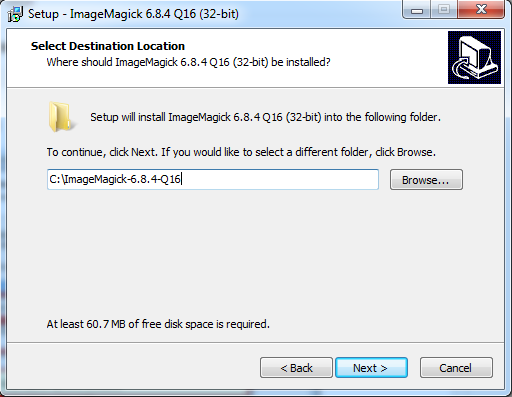 Setup - ImageMagick 6.8.4 Q16 (32-bit)
Select Destination Location
Where should ImageMagick 6.8.4 Q16 (32-bit) be installed?
Setup will install ImageMagick 6.8.4 Q16 (32-bit) into the following folder.
To continue, click Next. If you would like to select a different folder, click Browse.
C:\ImageMagick-6.8.4-Q16
Browse...
At least 60.7 MB of free disk space is required.
< Back
Next >
Cancel